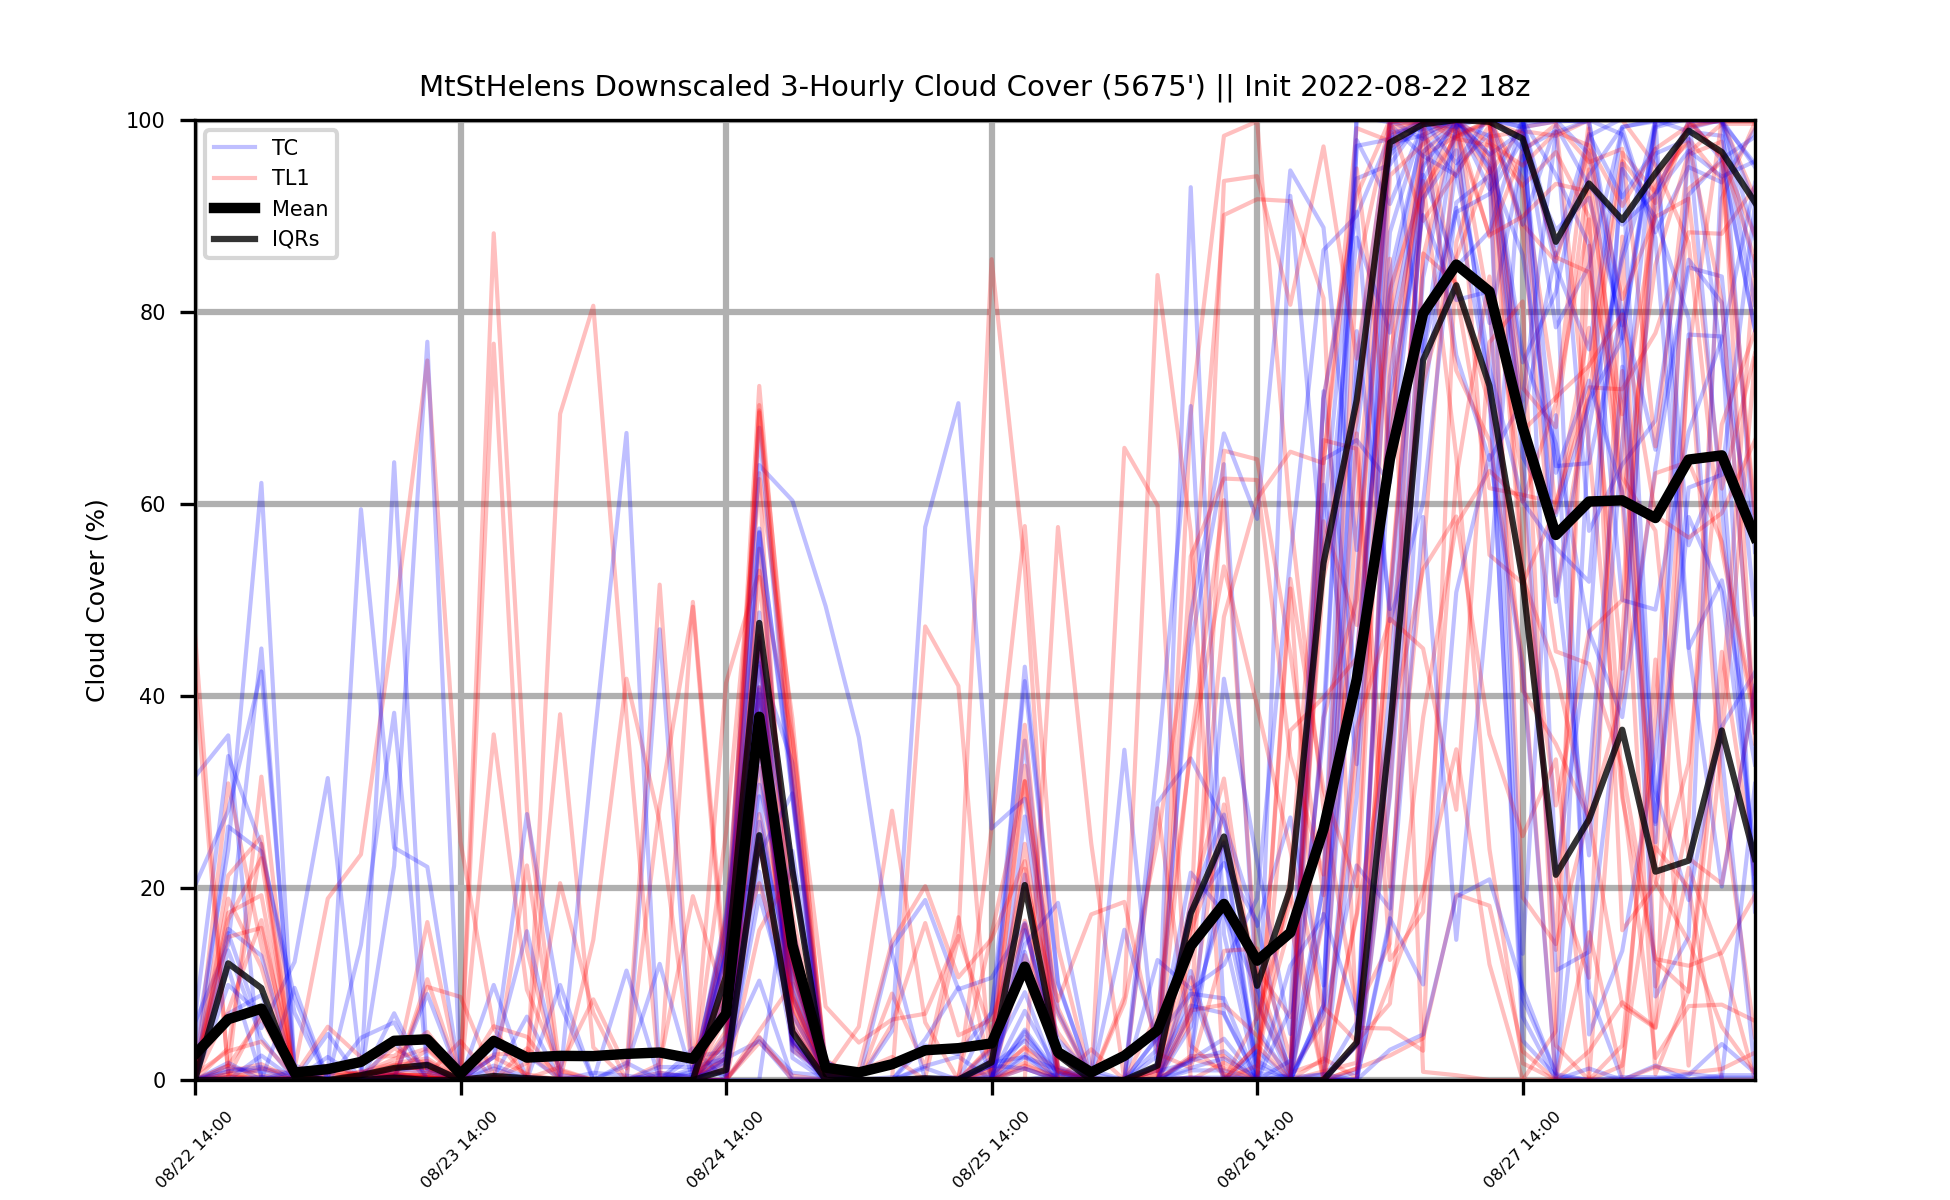 MtStHelens Downscaled 3-Hourly Cloud Cover (5675') || Init 2022-08-22 18z
TC
TL1
Mean
IQRs
Cloud Cover (%)
100
80
60
40
20
0
08/22 14:00
08/23 14:00
08/24 14:00
08/25 14:00
08/26 14:00
08/27 14:00